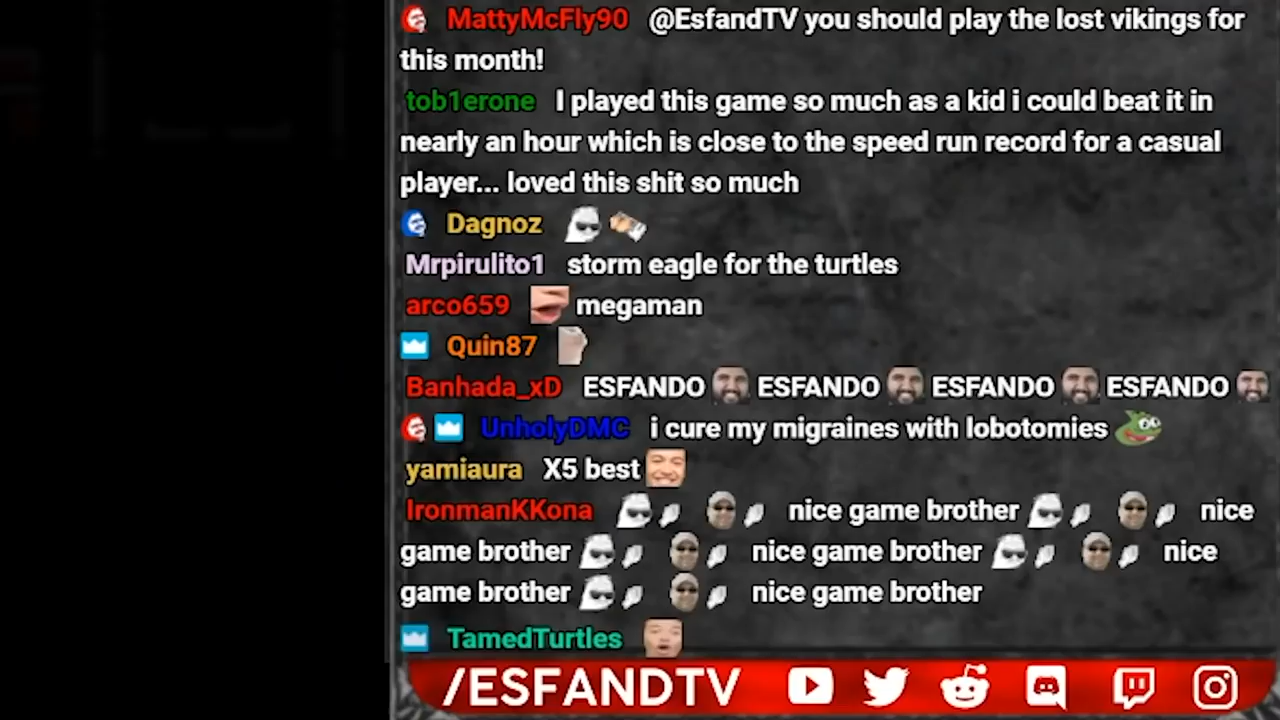 MattyMcFly90 @EsfandTV you should play the lost vikings for
this month!
tob1erone I played this game so much as a kid i could beat it in
nearly an hour which is close to the speed run record for a casual
player... loved this shit so much
Dagnoz
Mrpirulito1 storm eagle for the turtles
arco659 megaman
Quin87
Banhada_xD ESFANDO ESFANDO ESFANDO ESFANDO
UnholyDMC i cure my migraines with lobotomies
yamiaura X5 best
IronmanKKona nice game brother nice
game brother nice game brother nice
game brother nice game brother
TamedTurtles
/ESFANDTV